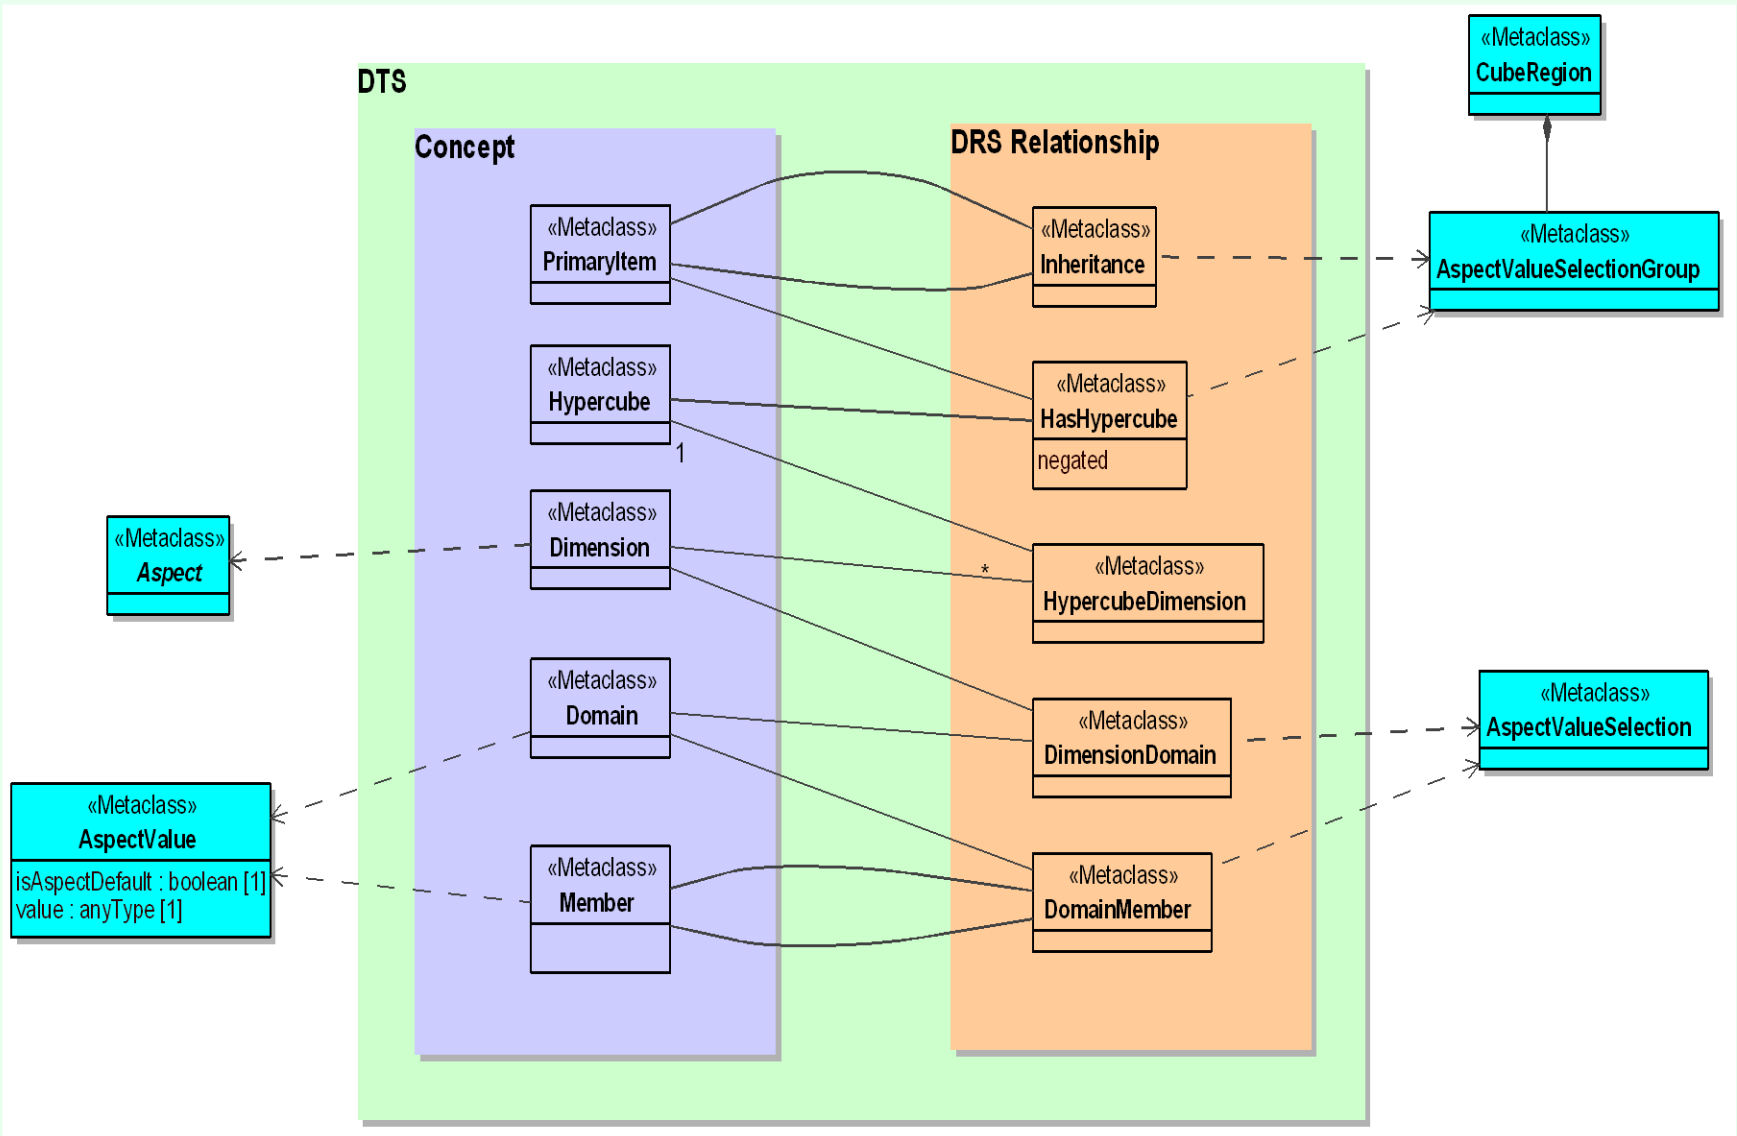 «Metaclass»
CubeRegion
DTS
Concept
DRS Relationship
«Metaclass»
PrimaryItem
«Metaclass»
Inheritance
«Metaclass»
AspectValueSelectionGroup
«Metaclass»
Hypercube
1
«Metaclass»
HasHypercube
negated
«Metaclass»
Aspect
«Metaclass»
Dimension
*
«Metaclass»
HypercubeDimension
«Metaclass»
Domain
«Metaclass»
DimensionDomain
«Metaclass»
AspectValueSelection
«Metaclass»
AspectValue
isAspectDefault : boolean [1]
value : anyType [1]
«Metaclass»
Member
«Metaclass»
DomainMember